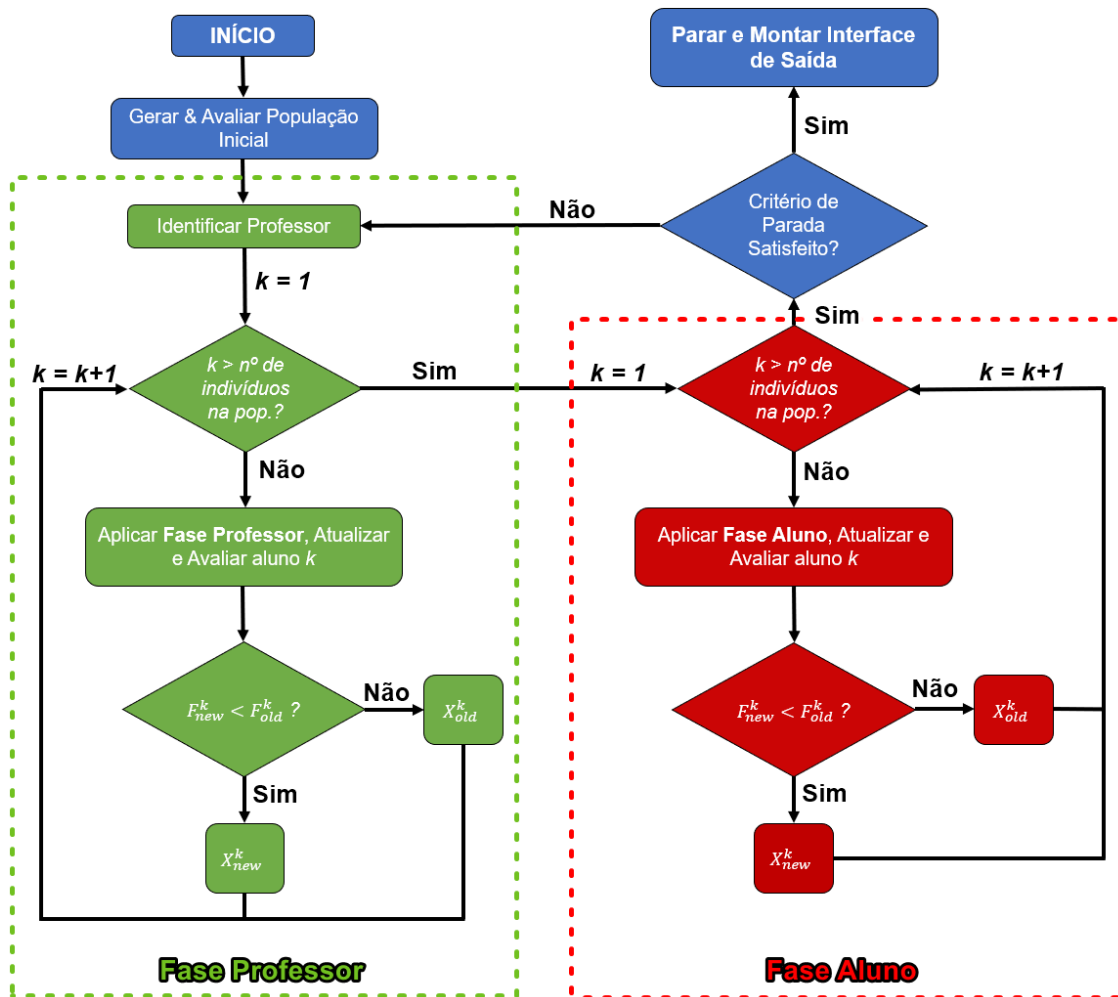 INÍCIO
Gerar & Avaliar População
Inicial
Identificar Professor
k = 1
k > nº de
indivíduos
na pop.?
k = k+1
Sim
Não
Aplicar Fase Professor, Atualizar
e Avaliar aluno k
F^k_new < F^k_old ?
Não
X^k_old
Sim
X^k_new
Fase Professor
Parar e Montar Interface
de Saída
Sim
Critério de
Parada
Satisfeito?
Não
Sim
k = 1
k > nº de
indivíduos
na pop.?
k = k+1
Não
Aplicar Fase Aluno, Atualizar e
Avaliar aluno k
F^k_new < F^k_old ?
Não
X^k_old
Sim
X^k_new
Fase Aluno